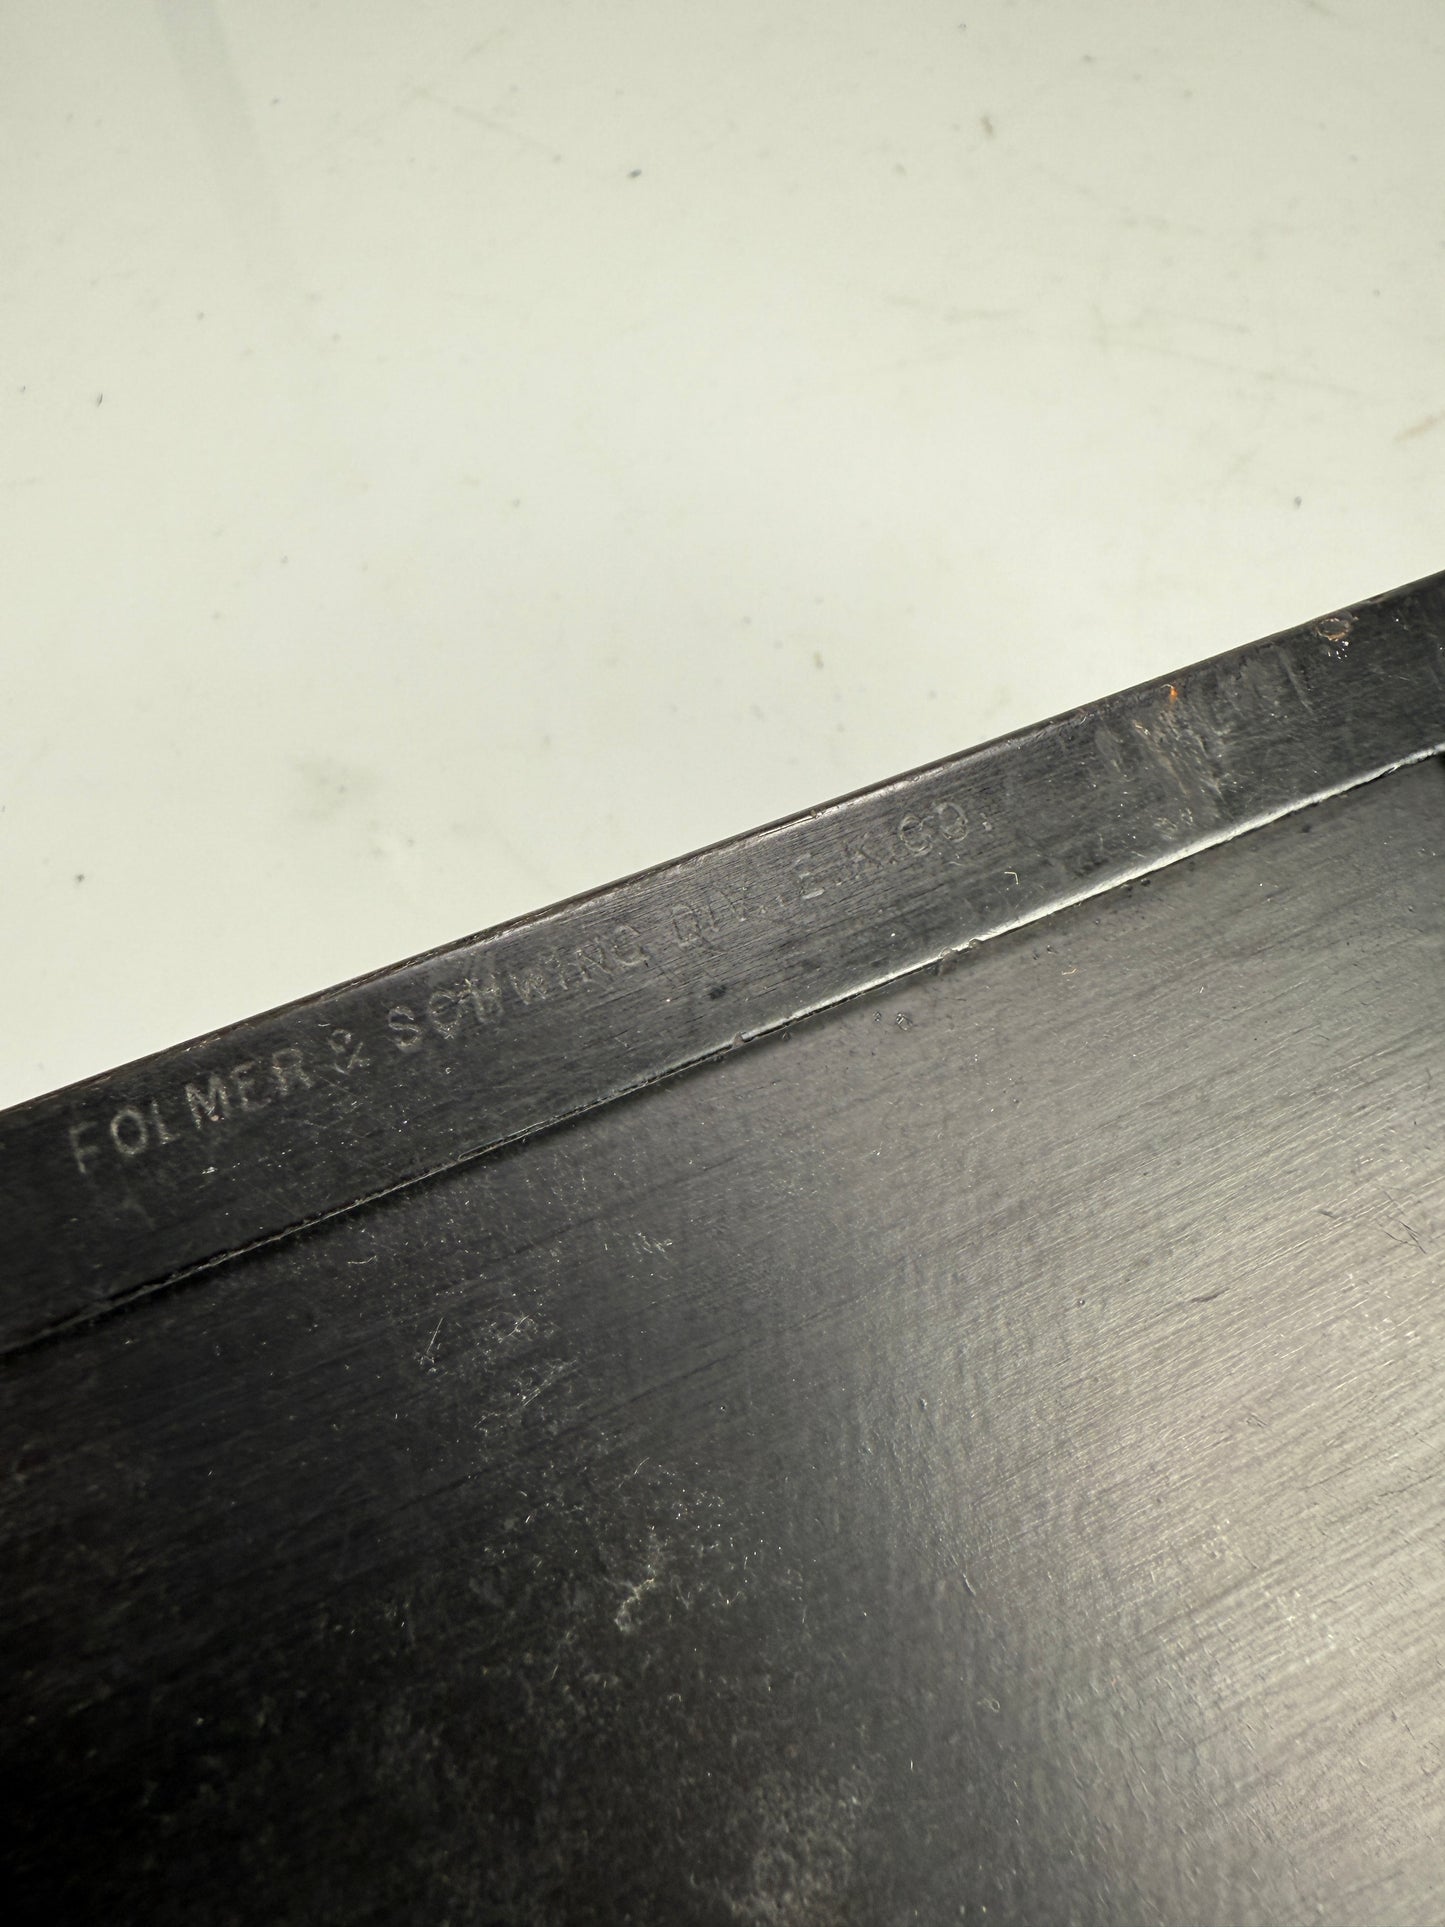 FOLMER & SCHWING DIV., E.K.CO.